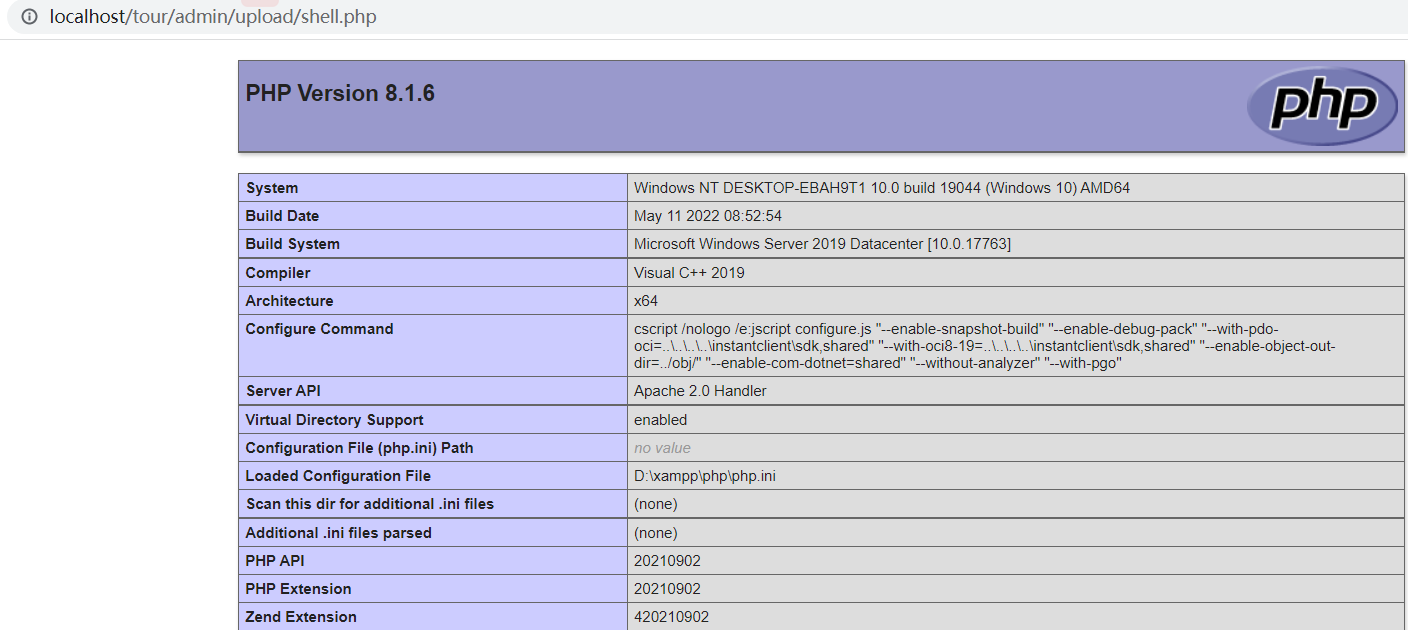 localhost/tour/admin/upload/shell.php
PHP Version 8.1.6
php
System Windows NT DESKTOP-EBAH9T1 10.0 build 19044 (Windows 10) AMD64
Build Date May 11 2022 08:52:54
Build System Microsoft Windows Server 2019 Datacenter [10.0.17763]
Compiler Visual C++ 2019
Architecture x64
Configure Command cscript /nologo /e:jscript configure.js "--enable-snapshot-build" "--enable-debug-pack" "--with-pdo-
oci=..\..\..\..\instantclient\sdk,shared" "--with-oci8-19=..\..\..\..\instantclient\sdk,shared" "--enable-object-out-
dir=../obj/" "--enable-com-dotnet=shared" "--without-analyzer" "--with-pgo"
Server API Apache 2.0 Handler
Virtual Directory Support enabled
Configuration File (php.ini) Path no value
Loaded Configuration File D:\xampp\php\php.ini
Scan this dir for additional .ini files (none)
Additional .ini files parsed (none)
PHP API 20210902
PHP Extension 20210902
Zend Extension 420210902